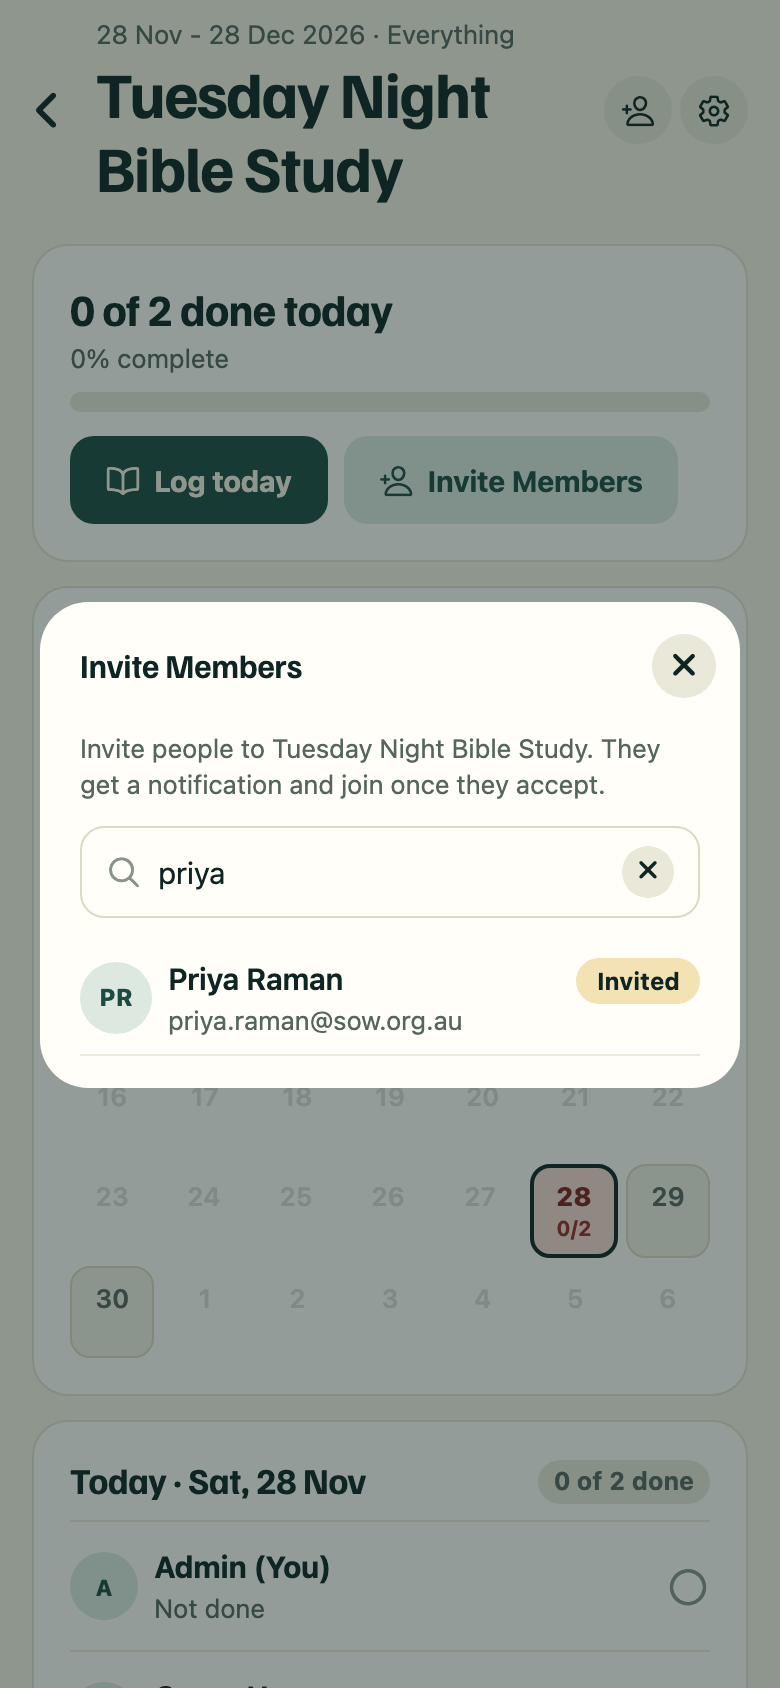 28 Nov - 28 Dec 2026 · Everything
Tuesday Night
Bible Study
0 of 2 done today
0% complete
Log today
Invite Members
Invite Members
Invite people to Tuesday Night Bible Study. They
get a notification and join once they accept.
priya
PR
Priya Raman
Invited
priya.raman@sow.org.au
16 17 18 19 20 21 22
23 24 25 26 27 28 29
0/2
30 1 2 3 4 5 6
Today · Sat, 28 Nov
0 of 2 done
A
Admin (You)
Not done